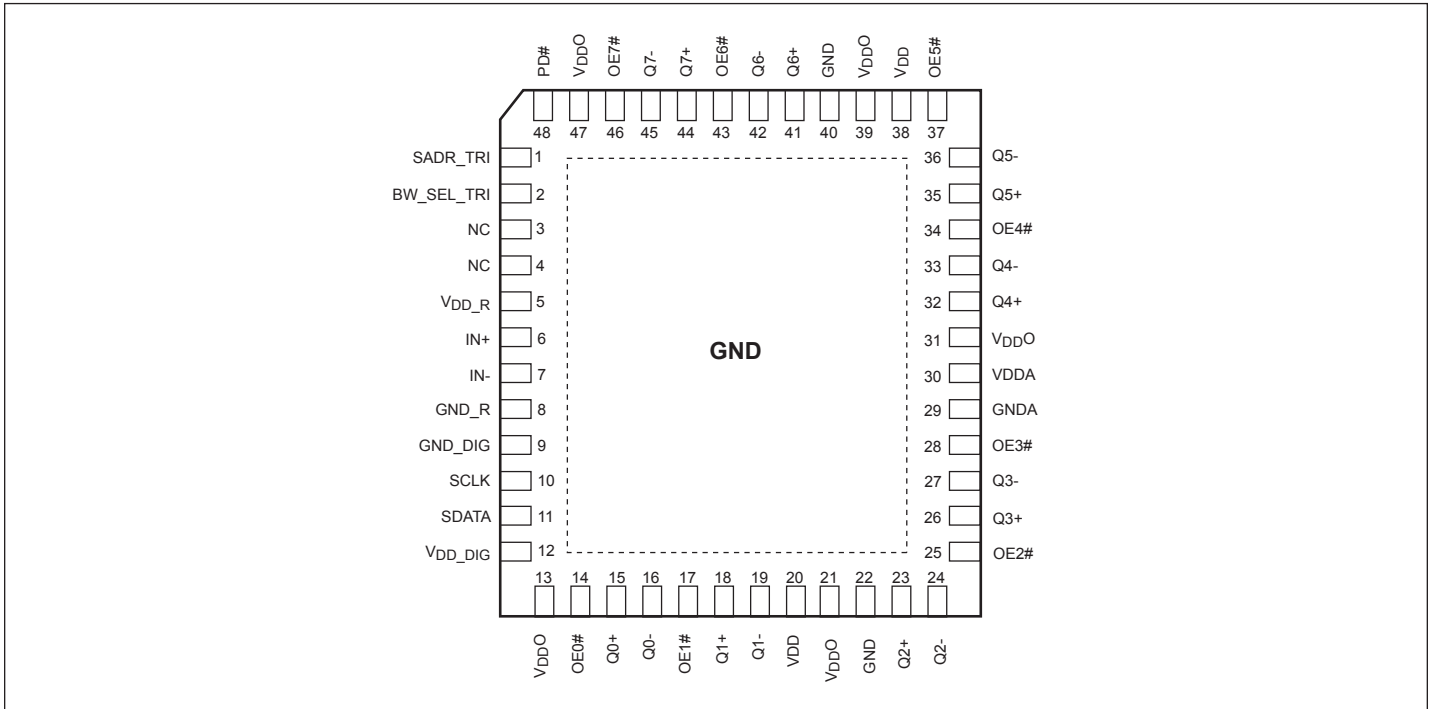 PD#
VDDO
OE7#
Q7-
Q7+
OE6#
Q6-
Q6+
GND
VDDO
VDD
OE5#
48 47 46 45 44 43 42 41 40 39 38 37
SADR_TRI 1
BW_SEL_TRI 2
NC 3
NC 4
VDD_R 5
IN+ 6
IN- 7
GND_R 8
GND_DIG 9
SCLK 10
SDATA 11
VDD_DIG 12
GND
36 Q5-
35 Q5+
34 OE4#
33 Q4-
32 Q4+
31 VDDO
30 VDDA
29 GNDA
28 OE3#
27 Q3-
26 Q3+
25 OE2#
13 14 15 16 17 18 19 20 21 22 23 24
VDDO
OE0#
Q0+
Q0-
OE1#
Q1+
Q1-
VDD
VDDO
GND
Q2+
Q2-